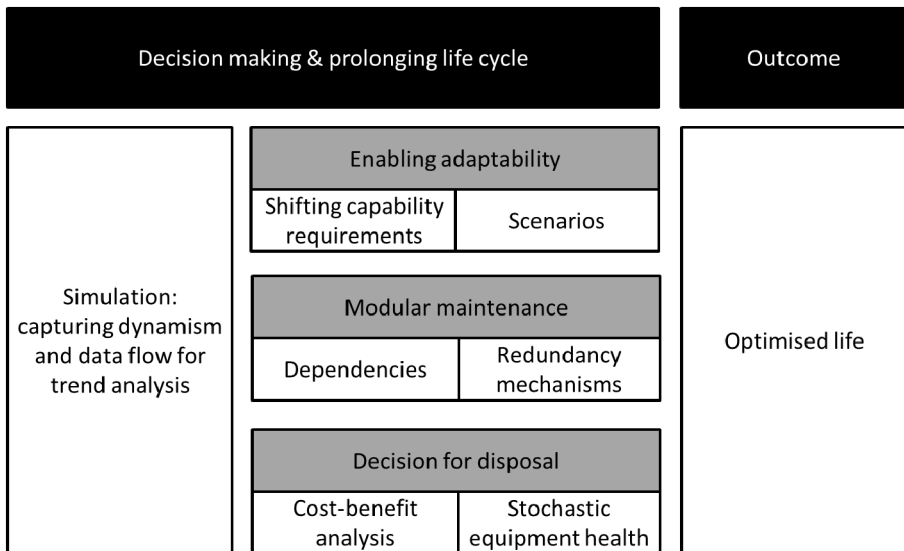 Decision making & prolonging life cycle
Outcome
Simulation:
capturing dynamism
and data flow for
trend analysis
Enabling adaptability
Shifting capability
requirements
Scenarios
Modular maintenance
Dependencies
Redundancy
mechanisms
Decision for disposal
Cost-benefit
analysis
Stochastic
equipment health
Optimised life